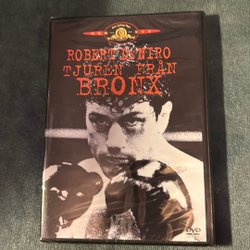 ROBERT DE NIRO
TJUREN FRÅN
BRONX
DVD